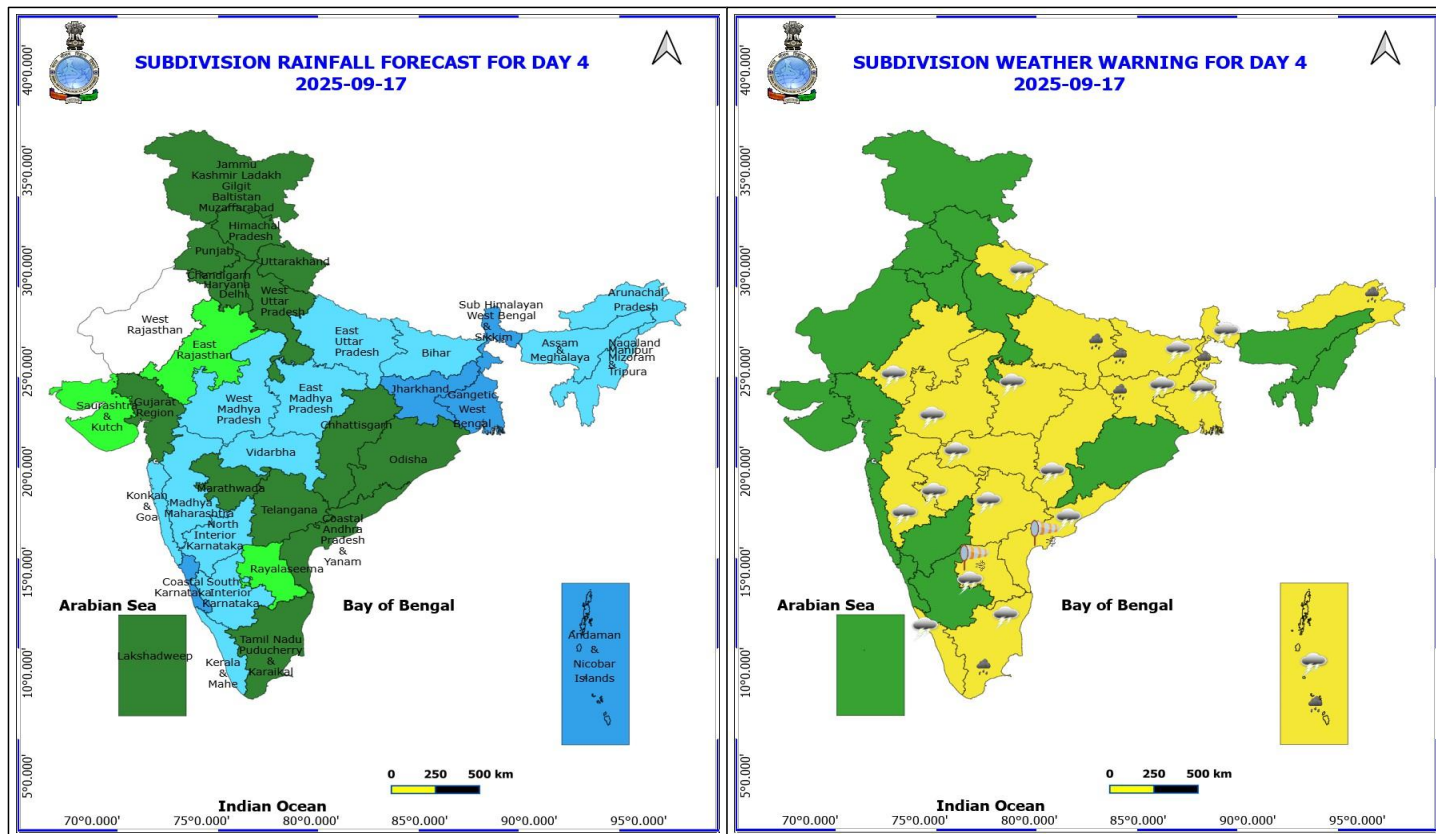 SUBDIVISION RAINFALL FORECAST FOR DAY 4
2025-09-17
40°0.000'
35°0.000'
30°0.000'
25°0.000'
20°0.000'
15°0.000'
10°0.000'
5°0.000'
Jammu
Kashmir Ladakh
Gilgit
Baltistan
Muzaffarabad
Himachal
Pradesh
Punjab
Uttarakhand
Chandigarh
Haryana
Delhi
West
Uttar
Pradesh
West
Rajasthan
East
Rajasthan
East
Uttar
Pradesh
Bihar
Sub Himalayan
West Bengal
&
Sikkim
Arunachal
Pradesh
Assam
&
Meghalaya
Nagaland
Manipur
Mizoram
&
Tripura
Jharkhand
Gangetic
West
Bengal
Saurashtra
&
Kutch
Gujarat
Region
West
Madhya
Pradesh
East
Madhya
Pradesh
Chhattisgarh
Vidarbha
Odisha
Marathwada
Konkan
&
Goa
Madhya
Maharashtra
North
Interior
Karnataka
Telangana
Coastal
Andhra
Pradesh
&
Yanam
Rayalaseema
Coastal
Karnataka
South
Interior
Karnataka
Arabian Sea
Bay of Bengal
Lakshadweep
Kerala
&
Mahe
Tamil Nadu
Puducherry
&
Karaikal
Andaman
&
Nicobar
Islands
0 250 500 km
Indian Ocean
70°0.000' 75°0.000' 80°0.000' 85°0.000' 90°0.000' 95°0.000'
SUBDIVISION WEATHER WARNING FOR DAY 4
2025-09-17
40°0.000'
35°0.000'
30°0.000'
25°0.000'
20°0.000'
15°0.000'
10°0.000'
5°0.000'
Arabian Sea
Bay of Bengal
0 250 500 km
Indian Ocean
70°0.000' 75°0.000' 80°0.000' 85°0.000' 90°0.000' 95°0.000'